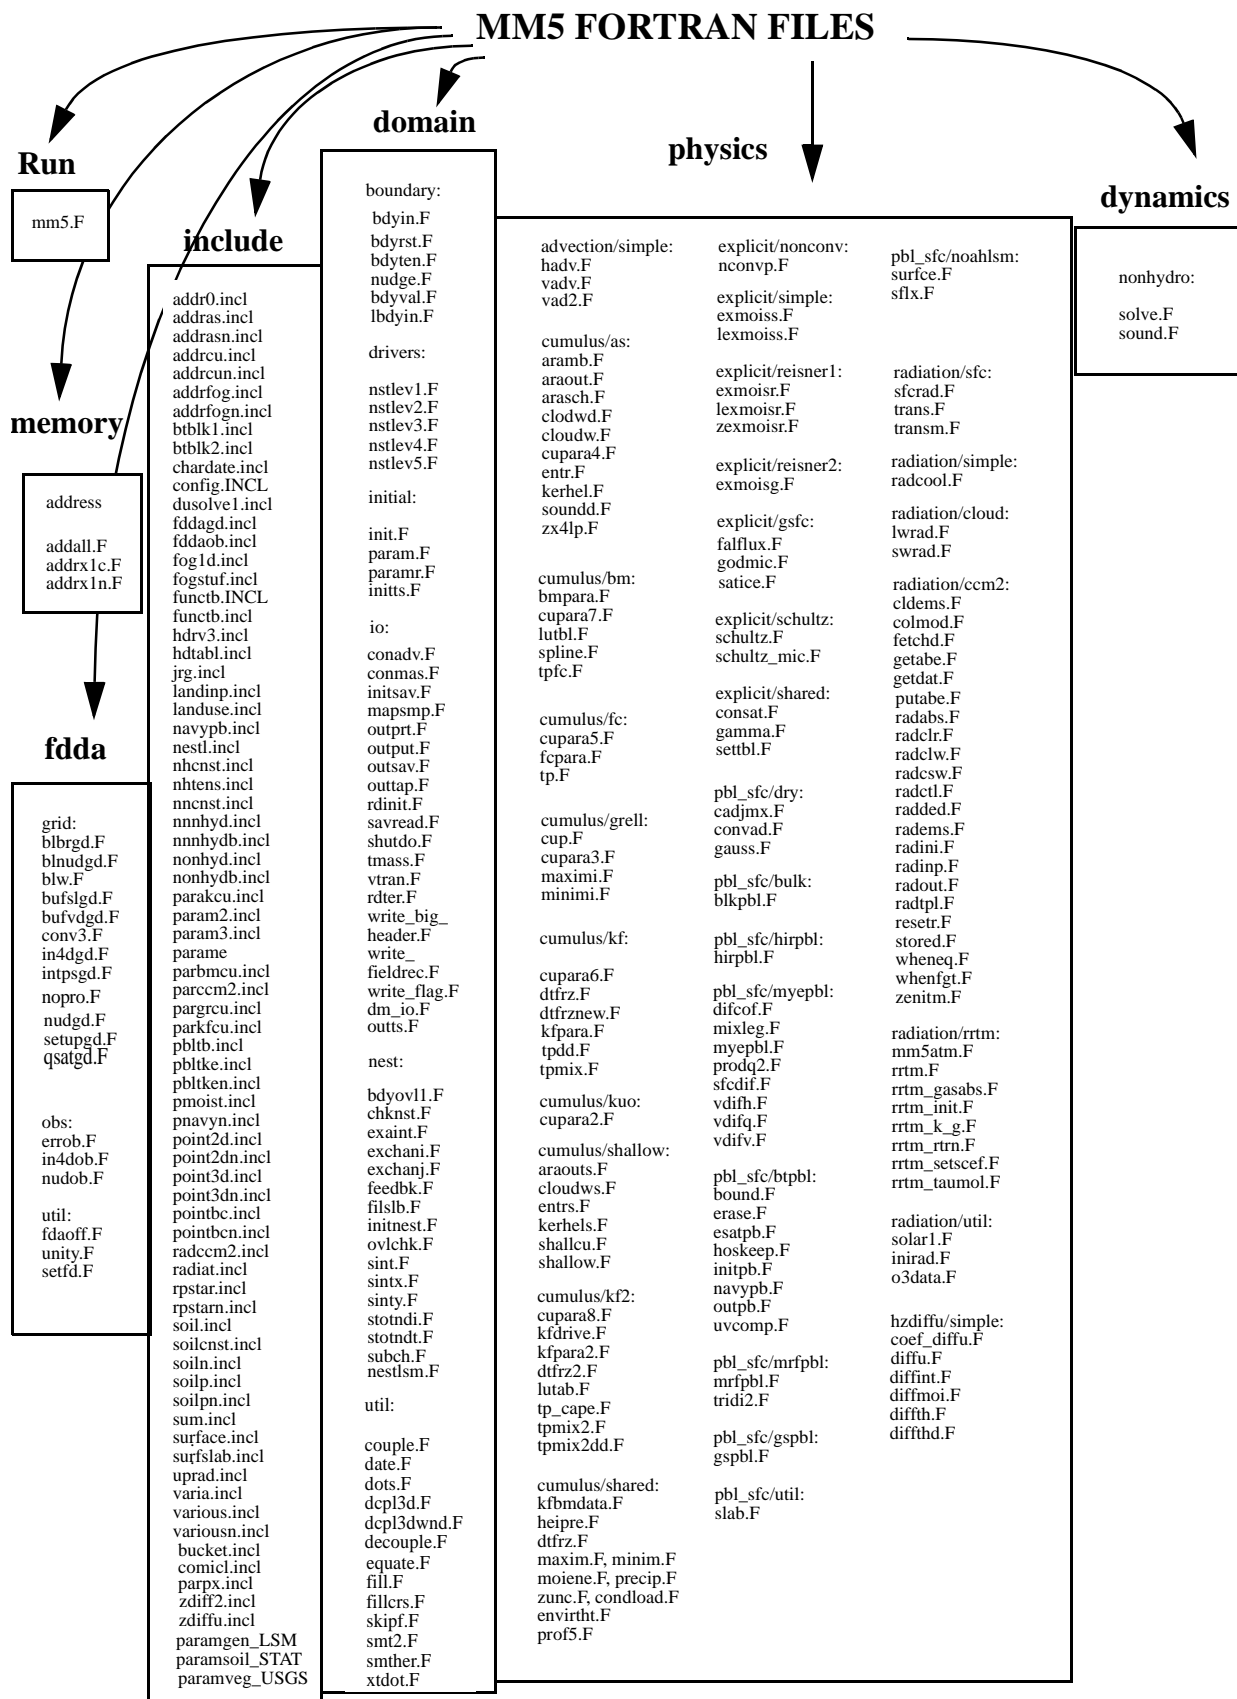 MM5 FORTRAN FILES
Run
mm5.F
memory
address
addall.F
addrx1c.F
addrx1n.F
fdda
grid:
blbrgd.F
blnudgd.F
blw.F
bufslgd.F
bufvdgd.F
conv3.F
in4dgd.F
intpsgd.F
nopro.F
nudgd.F
setupgd.F
qsatgd.F
obs:
errob.F
in4dob.F
nudob.F
util:
fdaoff.F
unity.F
setfd.F
include
addr0.incl
addras.incl
addrasn.incl
addrcu.incl
addrcun.incl
addrfog.incl
addrfogn.incl
btblk1.incl
btblk2.incl
chardate.incl
config.INCL
dusolve1.incl
fddagd.incl
fddaob.incl
fog1d.incl
fogstuf.incl
functb.INCL
functb.incl
hdrv3.incl
hdtabl.incl
jrg.incl
landinp.incl
landuse.incl
navypb.incl
nestl.incl
nhcnst.incl
nhtens.incl
nncnst.incl
nnnhyd.incl
nnnhydb.incl
nonhyd.incl
nonhydb.incl
parakcu.incl
param2.incl
param3.incl
parame
parbmcu.incl
parccm2.incl
pargrcu.incl
parkfcu.incl
pbltb.incl
pbltke.incl
pbltken.incl
pmoist.incl
pnavyn.incl
point2d.incl
point2dn.incl
point3d.incl
point3dn.incl
pointbc.incl
pointbcn.incl
radccm2.incl
radiat.incl
rpstar.incl
rpstarn.incl
soil.incl
soilcnst.incl
soiln.incl
soilp.incl
soilpn.incl
sum.incl
surface.incl
surfslab.incl
uprad.incl
varia.incl
various.incl
variousn.incl
bucket.incl
comicl.incl
parpx.incl
zdiff2.incl
zdiffu.incl
paramgen_LSM
paramsoil_STAT
paramveg_USGS
domain
boundary:
bdyin.F
bdyrst.F
bdyten.F
nudge.F
bdyval.F
lbdyin.F
drivers:
nstlev1.F
nstlev2.F
nstlev3.F
nstlev4.F
nstlev5.F
initial:
init.F
param.F
paramr.F
initts.F
io:
conadv.F
conmas.F
initsav.F
mapsmp.F
outprt.F
output.F
outsav.F
outtap.F
rdinit.F
savread.F
shutdo.F
tmass.F
vtran.F
rdter.F
write_big_
header.F
write_
fieldrec.F
write_flag.F
dm_io.F
outts.F
nest:
bdyovl1.F
chknst.F
exaint.F
exchani.F
exchanj.F
feedbk.F
filslb.F
initnest.F
ovlchk.F
sint.F
sintx.F
sinty.F
stotndi.F
stotndt.F
subch.F
nestlsm.F
util:
couple.F
date.F
dots.F
dcpl3d.F
dcpl3dwnd.F
decouple.F
equate.F
fill.F
fillcrs.F
skipf.F
smt2.F
smther.F
xtdot.F
physics
advection/simple:
hadv.F
vadv.F
vad2.F
cumulus/as:
aramb.F
araout.F
arasch.F
clodwd.F
cloudw.F
cupara4.F
entr.F
kerhel.F
soundd.F
zx4lp.F
cumulus/bm:
bmpara.F
cupara7.F
lutbl.F
spline.F
tpfc.F
cumulus/fc:
cupara5.F
fcpara.F
tp.F
cumulus/grell:
cup.F
cupara3.F
maximi.F
minimi.F
cumulus/kf:
cupara6.F
dtfrz.F
dtfrznew.F
kfpara.F
tpdd.F
tpmix.F
cumulus/kuo:
cupara2.F
cumulus/shallow:
araouts.F
cloudws.F
entrs.F
kerhels.F
shallcu.F
shallow.F
cumulus/kf2:
cupara8.F
kfdrive.F
kfpara2.F
dtfrz2.F
lutab.F
tp_cape.F
tpmix2.F
tpmix2dd.F
cumulus/shared:
kfbmdata.F
heipre.F
dtfrz.F
maxim.F, minim.F
moiene.F, precip.F
zunc.F, condload.F
envirtht.F
prof5.F
explicit/nonconv:
nconvp.F
explicit/simple:
exmoiss.F
lexmoiss.F
explicit/reisner1:
exmoisr.F
lexmoisr.F
zexmoisr.F
explicit/reisner2:
exmoisg.F
explicit/gsfc:
falflux.F
godmic.F
satice.F
explicit/schultz:
schultz.F
schultz_mic.F
explicit/shared:
consat.F
gamma.F
settbl.F
pbl_sfc/dry:
cadjmx.F
convad.F
gauss.F
pbl_sfc/bulk:
blkpbl.F
pbl_sfc/hirpbl:
hirpbl.F
pbl_sfc/myepbl:
difcof.F
mixleg.F
myepbl.F
prodq2.F
sfcdif.F
vdifh.F
vdifq.F
vdifv.F
pbl_sfc/btpbl:
bound.F
erase.F
esatpb.F
hoskeep.F
initpb.F
navypb.F
outpb.F
uvcomp.F
pbl_sfc/mrfpbl:
mrfpbl.F
tridi2.F
pbl_sfc/gspbl:
gspbl.F
pbl_sfc/util:
slab.F
pbl_sfc/noahlsm:
surfce.F
sflx.F
radiation/sfc:
sfcrad.F
trans.F
transm.F
radiation/simple:
radcool.F
radiation/cloud:
lwrad.F
swrad.F
radiation/ccm2:
cldems.F
colmod.F
fetchd.F
getabe.F
getdat.F
putabe.F
radabs.F
radclr.F
radclw.F
radcsw.F
radctl.F
radded.F
radems.F
radini.F
radinp.F
radout.F
radtpl.F
resetr.F
stored.F
wheneq.F
whenfgt.F
zenitm.F
radiation/rrtm:
mm5atm.F
rrtm.F
rrtm_gasabs.F
rrtm_init.F
rrtm_k_g.F
rrtm_rtrn.F
rrtm_setscef.F
rrtm_taumol.F
radiation/util:
solar1.F
inirad.F
o3data.F
hzdiffu/simple:
coef_diffu.F
diffu.F
diffint.F
diffmoi.F
diffth.F
diffthd.F
dynamics
nonhydro:
solve.F
sound.F